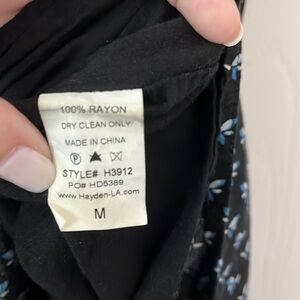 100% RAYON
DRY CLEAN ONLY
MADE IN CHINA
P
STYLE# H3912
PO# HD5389
www.Hayden-LA.com
M